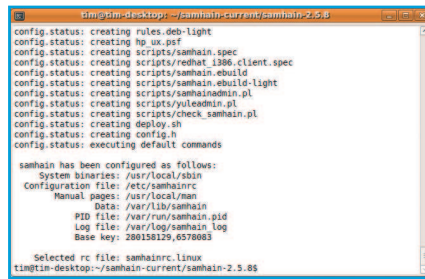 tim@tim-desktop: ~/samhain-current/samhain-2.5.8
config.status: creating rules.deb-light
config.status: creating hp_ux.psf
config.status: creating scripts/samhain.spec
config.status: creating scripts/redhat_i386.client.spec
config.status: creating scripts/samhain.ebuild
config.status: creating scripts/samhain.ebuild-light
config.status: creating scripts/samhainadmin.pl
config.status: creating scripts/yuleadmin.pl
config.status: creating scripts/check_samhain.pl
config.status: creating deploy.sh
config.status: creating config.h
config.status: executing default commands
samhain has been configured as follows:
System binaries: /usr/local/sbin
Configuration file: /etc/samhainrc
Manual pages: /usr/local/man
Data: /var/lib/samhain
PID file: /var/run/samhain.pid
Log file: /var/log/samhain_log
Base key: 280158129,6578083
Selected rc file: samhainrc.linux
tim@tim-desktop:~/samhain-current/samhain-2.5.8$